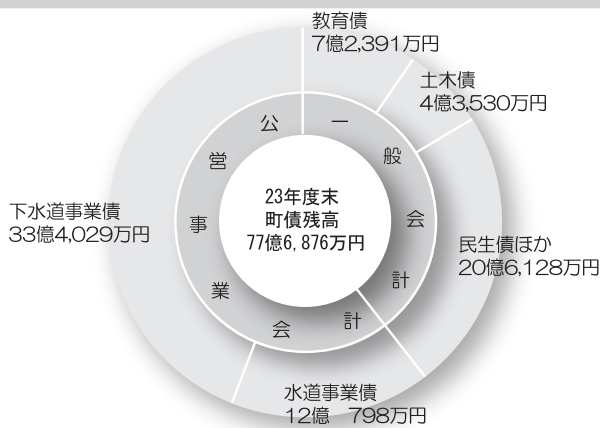 教育債
7億2,391万円
土木債
4億3,530万円
民生債ほか
20億6,128万円
水道事業債
12億　798万円
下水道事業債
33億4,029万円
一般会計
公営事業会計
23年度末
町債残高
77億6,876万円